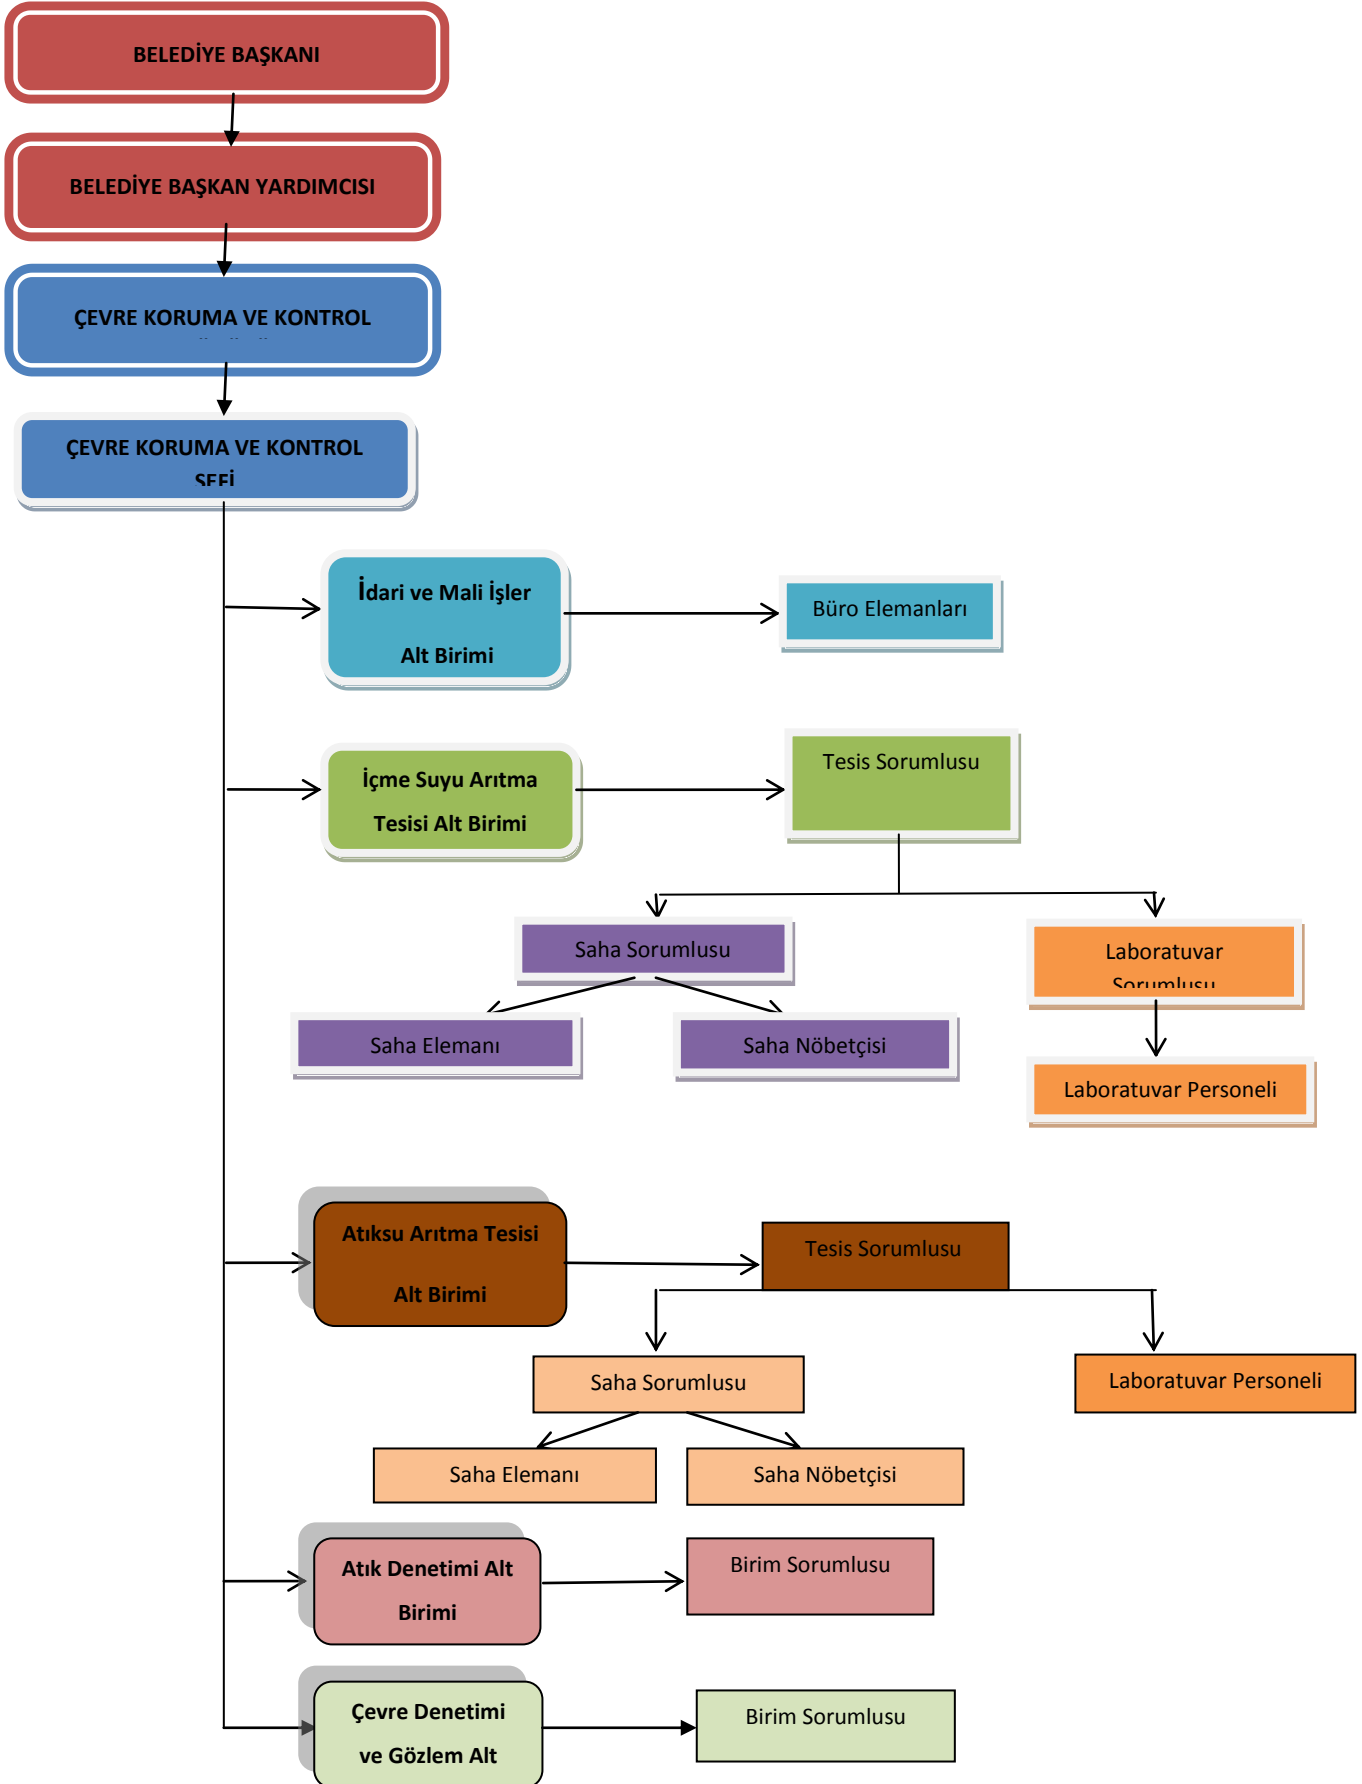 BELEDİYE BAŞKANI
BELEDİYE BAŞKAN YARDIMCISI
ÇEVRE KORUMA VE KONTROL
ÇEVRE KORUMA VE KONTROL
ŞEFİ
İdari ve Mali İşler
Alt Birimi
Büro Elemanları
İçme Suyu Arıtma
Tesisi Alt Birimi
Tesis Sorumlusu
Saha Sorumlusu
Laboratuvar
Sorumlusu
Saha Elemanı
Saha Nöbetçisi
Laboratuvar Personeli
Atıksu Arıtma Tesisi
Alt Birimi
Tesis Sorumlusu
Saha Sorumlusu
Laboratuvar Personeli
Saha Elemanı
Saha Nöbetçisi
Atık Denetimi Alt
Birimi
Birim Sorumlusu
Çevre Denetimi
ve Gözlem Alt
Birim Sorumlusu